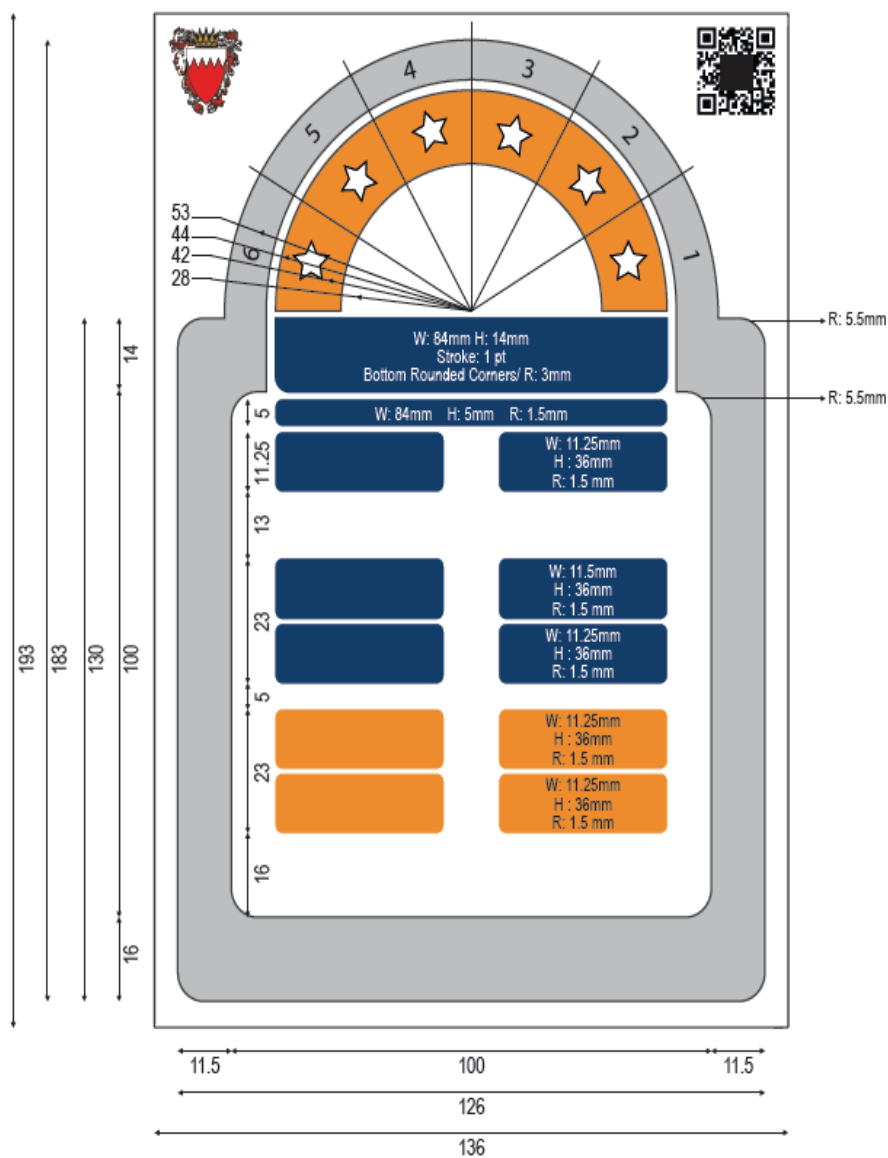 4
3
5
2
6
1
53
44
42
28
R: 5.5mm
W: 84mm H: 14mm
Stroke: 1 pt
Bottom Rounded Corners/ R: 3mm
14
R: 5.5mm
5
W: 84mm H: 5mm R: 1.5mm
11.25
W: 11.25mm
H : 36mm
R: 1.5 mm
13
W: 11.5mm
H : 36mm
R: 1.5 mm
23
W: 11.25mm
H : 36mm
R: 1.5 mm
193
183
130
100
5
W: 11.25mm
H : 36mm
R: 1.5 mm
23
W: 11.25mm
H : 36mm
R: 1.5 mm
16
16
11.5
100
11.5
126
136